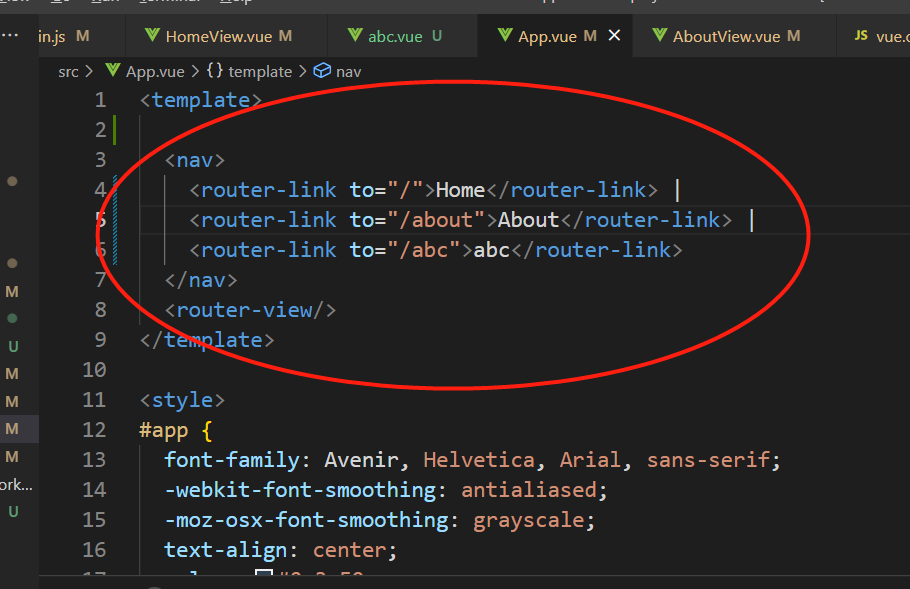 in.js M HomeView.vue M abc.vue U App.vue M AboutView.vue M JS vue.c
src > App.vue > {} template > nav
1 <template>
2
3 <nav>
4 <router-link to="/">Home</router-link> |
5 <router-link to="/about">About</router-link> |
6 <router-link to="/abc">abc</router-link>
7 </nav>
8 <router-view/>
9 </template>
10
11 <style>
12 #app {
13 font-family: Avenir, Helvetica, Arial, sans-serif;
14 -webkit-font-smoothing: antialiased;
15 -moz-osx-font-smoothing: grayscale;
16 text-align: center;
M
U
M
M
M
M
ork...
U